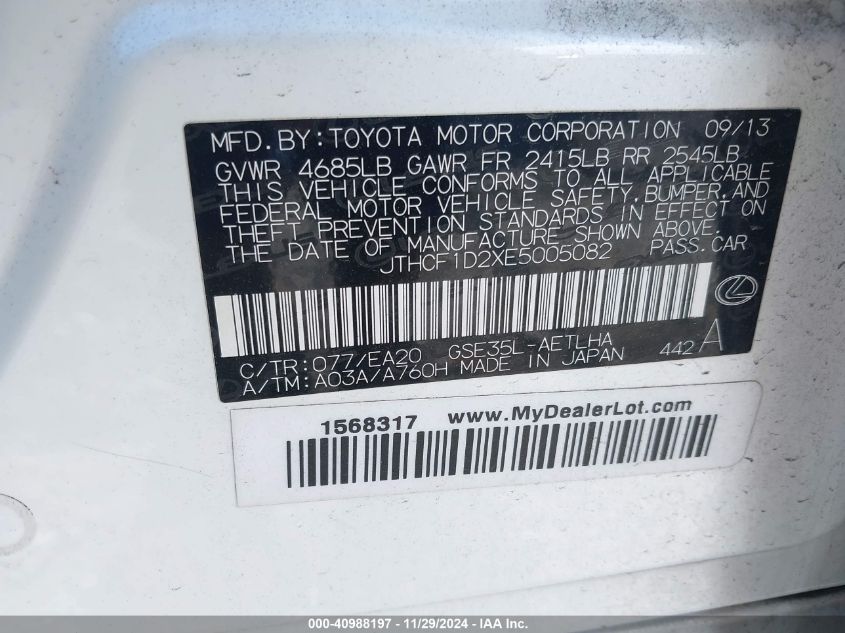 MFD. BY: TOYOTA MOTOR CORPORATION 09/13
GVWR 4685LB GAWR FR 2415LB RR 2545LB
THIS VEHICLE CONFORMS TO ALL APPLICABLE
FEDERAL MOTOR VEHICLE SAFETY, BUMPER, AND
THEFT PREVENTION STANDARDS IN EFFECT ON
THE DATE OF MANUFACTURE SHOWN ABOVE.
JTHCF1D2XE5005082 PASS. CAR
C/TR: 077/EA20 GSE35L-AETLHA
A/TM: A03A/A760H MADE IN JAPAN 442 A
1568317 www.MyDealerLot.com
000-40988197 - 11/29/2024 - IAA Inc.